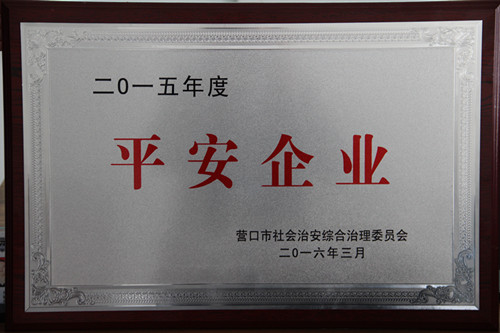 二0一五年度
平安企业
营口市社会治安综合治理委员会
二0一六年三月